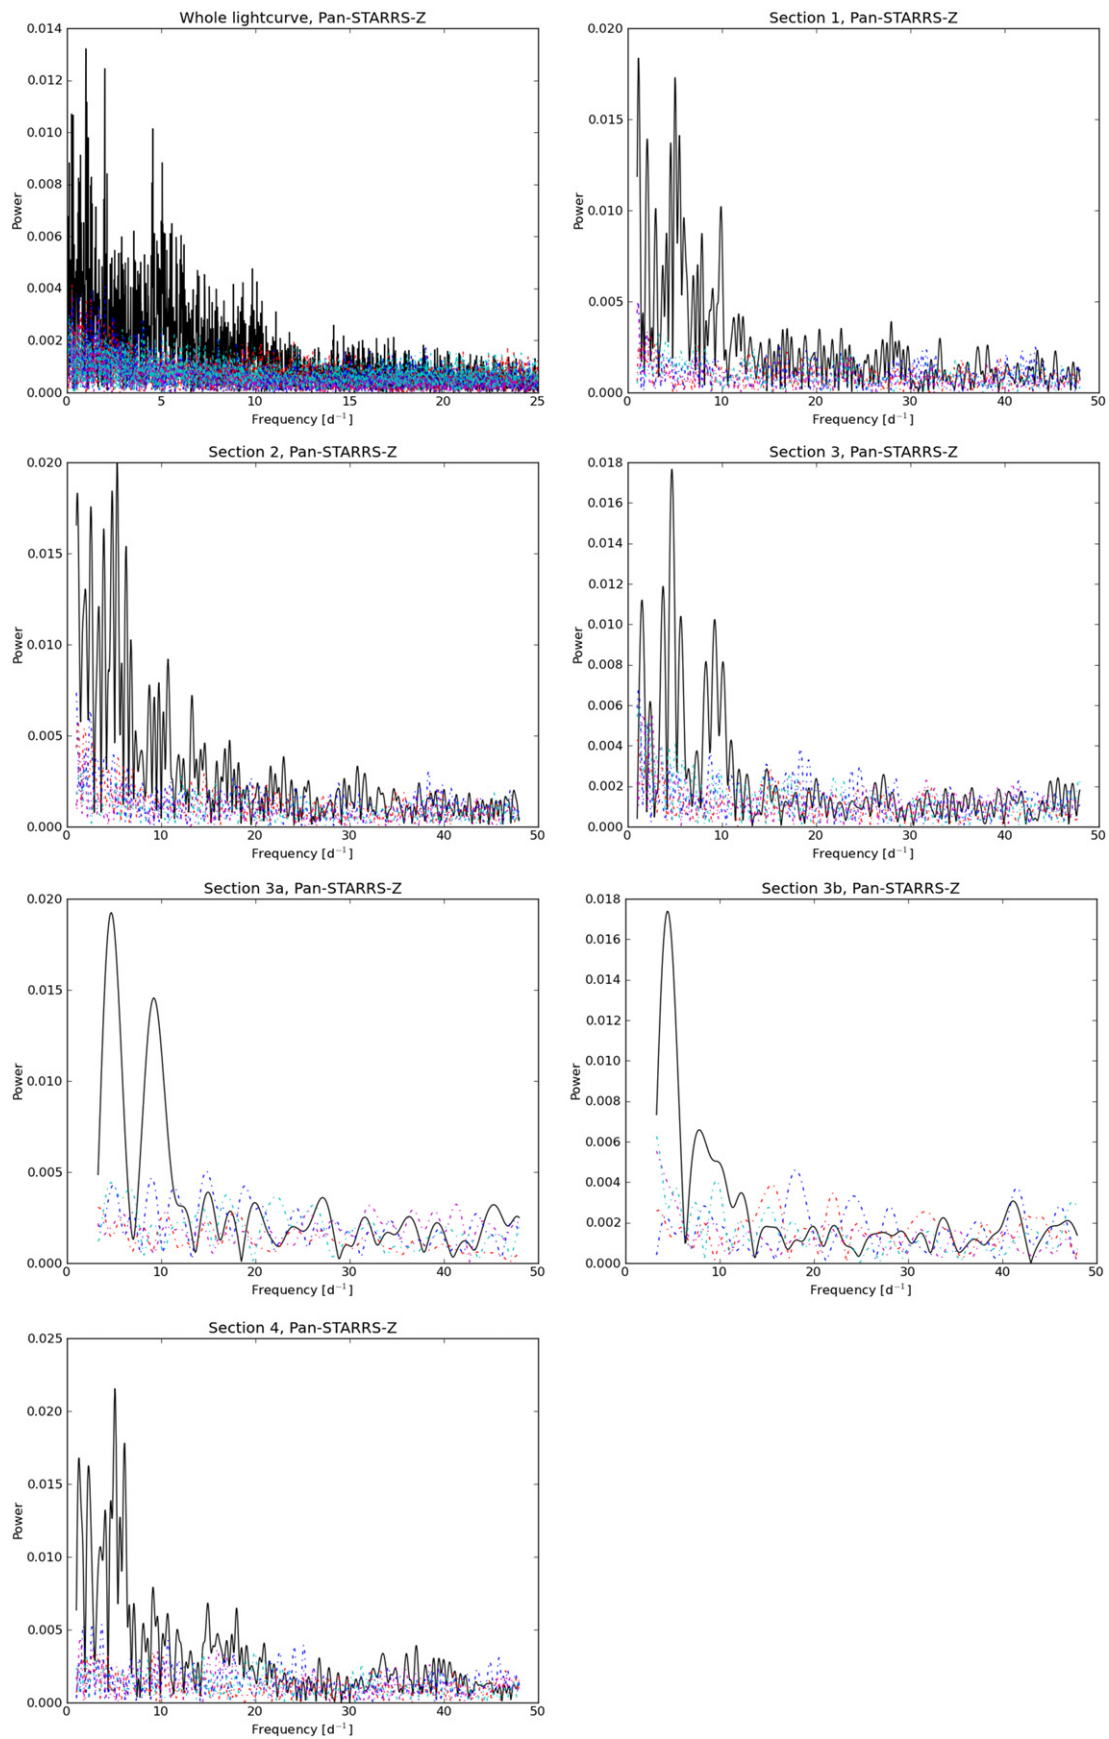 Whole lightcurve, Pan-STARRS-Z
0.014
0.012
0.010
0.008
0.006
0.004
0.002
0.000
Power
0 5 15 10 15 20 25
Frequency [d⁻¹]
Section 1, Pan-STARRS-Z
0.020
0.015
0.010
0.005
0.000
Power
0 10 20 30 40 50
Frequency [d⁻¹]
Section 2, Pan-STARRS-Z
0.020
0.015
0.010
0.005
0.000
Power
0 10 20 30 40 50
Frequency [d⁻¹]
Section 3, Pan-STARRS-Z
0.018
0.016
0.014
0.012
0.010
0.008
0.006
0.004
0.002
0.000
Power
0 10 20 30 40 50
Frequency [d⁻¹]
Section 3a, Pan-STARRS-Z
0.020
0.015
0.010
0.005
0.000
Power
0 10 20 30 40 50
Frequency [d⁻¹]
Section 3b, Pan-STARRS-Z
0.018
0.016
0.014
0.012
0.010
0.008
0.006
0.004
0.002
0.000
Power
0 10 20 30 40 50
Frequency [d⁻¹]
Section 4, Pan-STARRS-Z
0.025
0.020
0.015
0.010
0.005
0.000
Power
0 10 20 30 40 50
Frequency [d⁻¹]